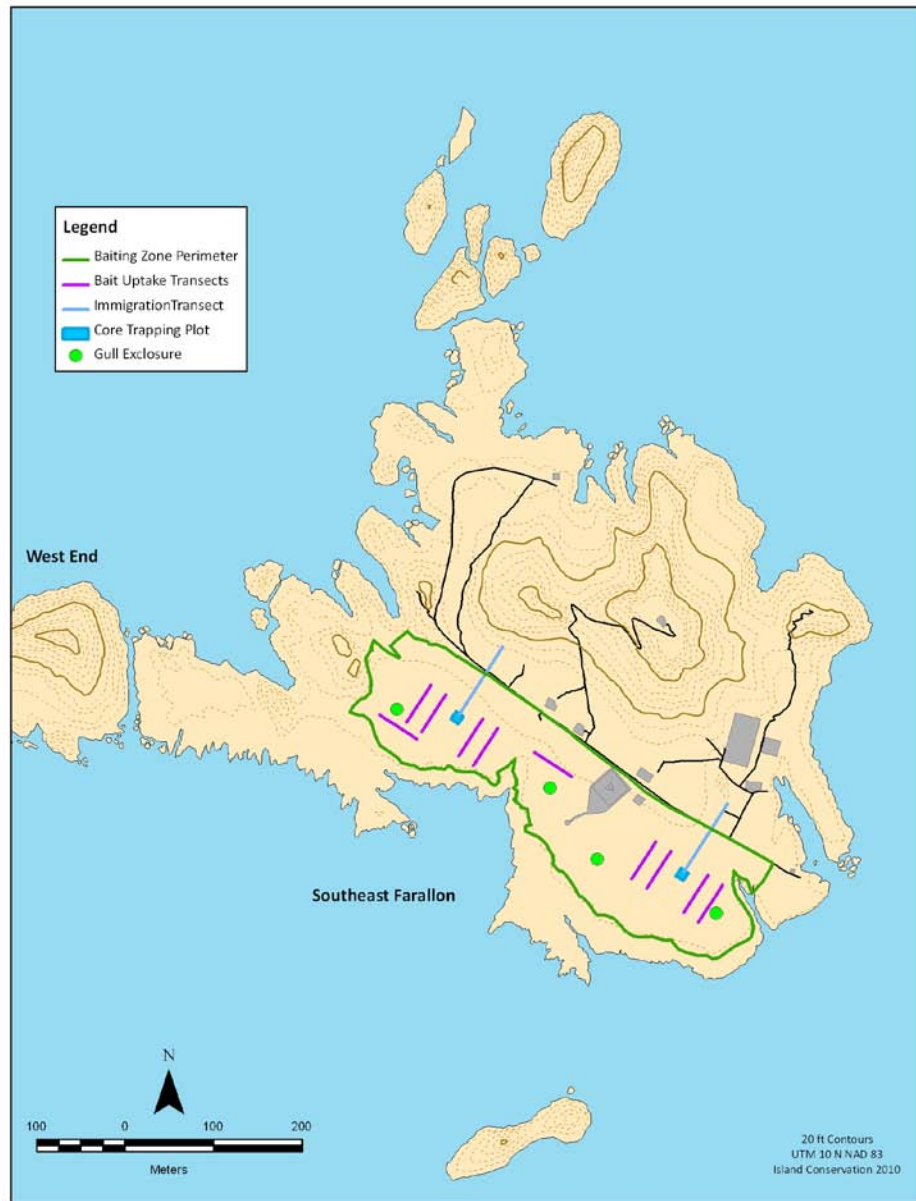 Legend
Baiting Zone Perimeter
Bait Uptake Transects
ImmigrationTransect
Core Trapping Plot
Gull Exclosure
West End
Southeast Farallon
N
100 0 100 200
Meters
20 ft Contours
UTM 10 N NAD 83
Island Conservation 2010